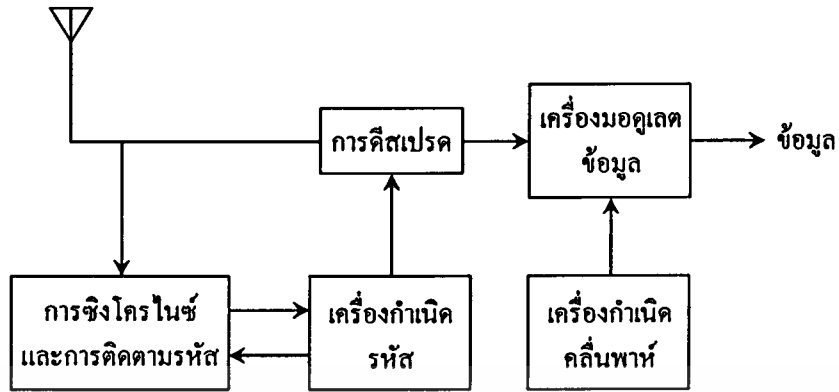 การดีสเปรด
เครื่องมอดูเลต
ข้อมูล
ข้อมูล
การซิงโครไนซ์
และการติดตามรหัส
เครื่องกำเนิด
รหัส
เครื่องกำเนิด
คลื่นพาห์